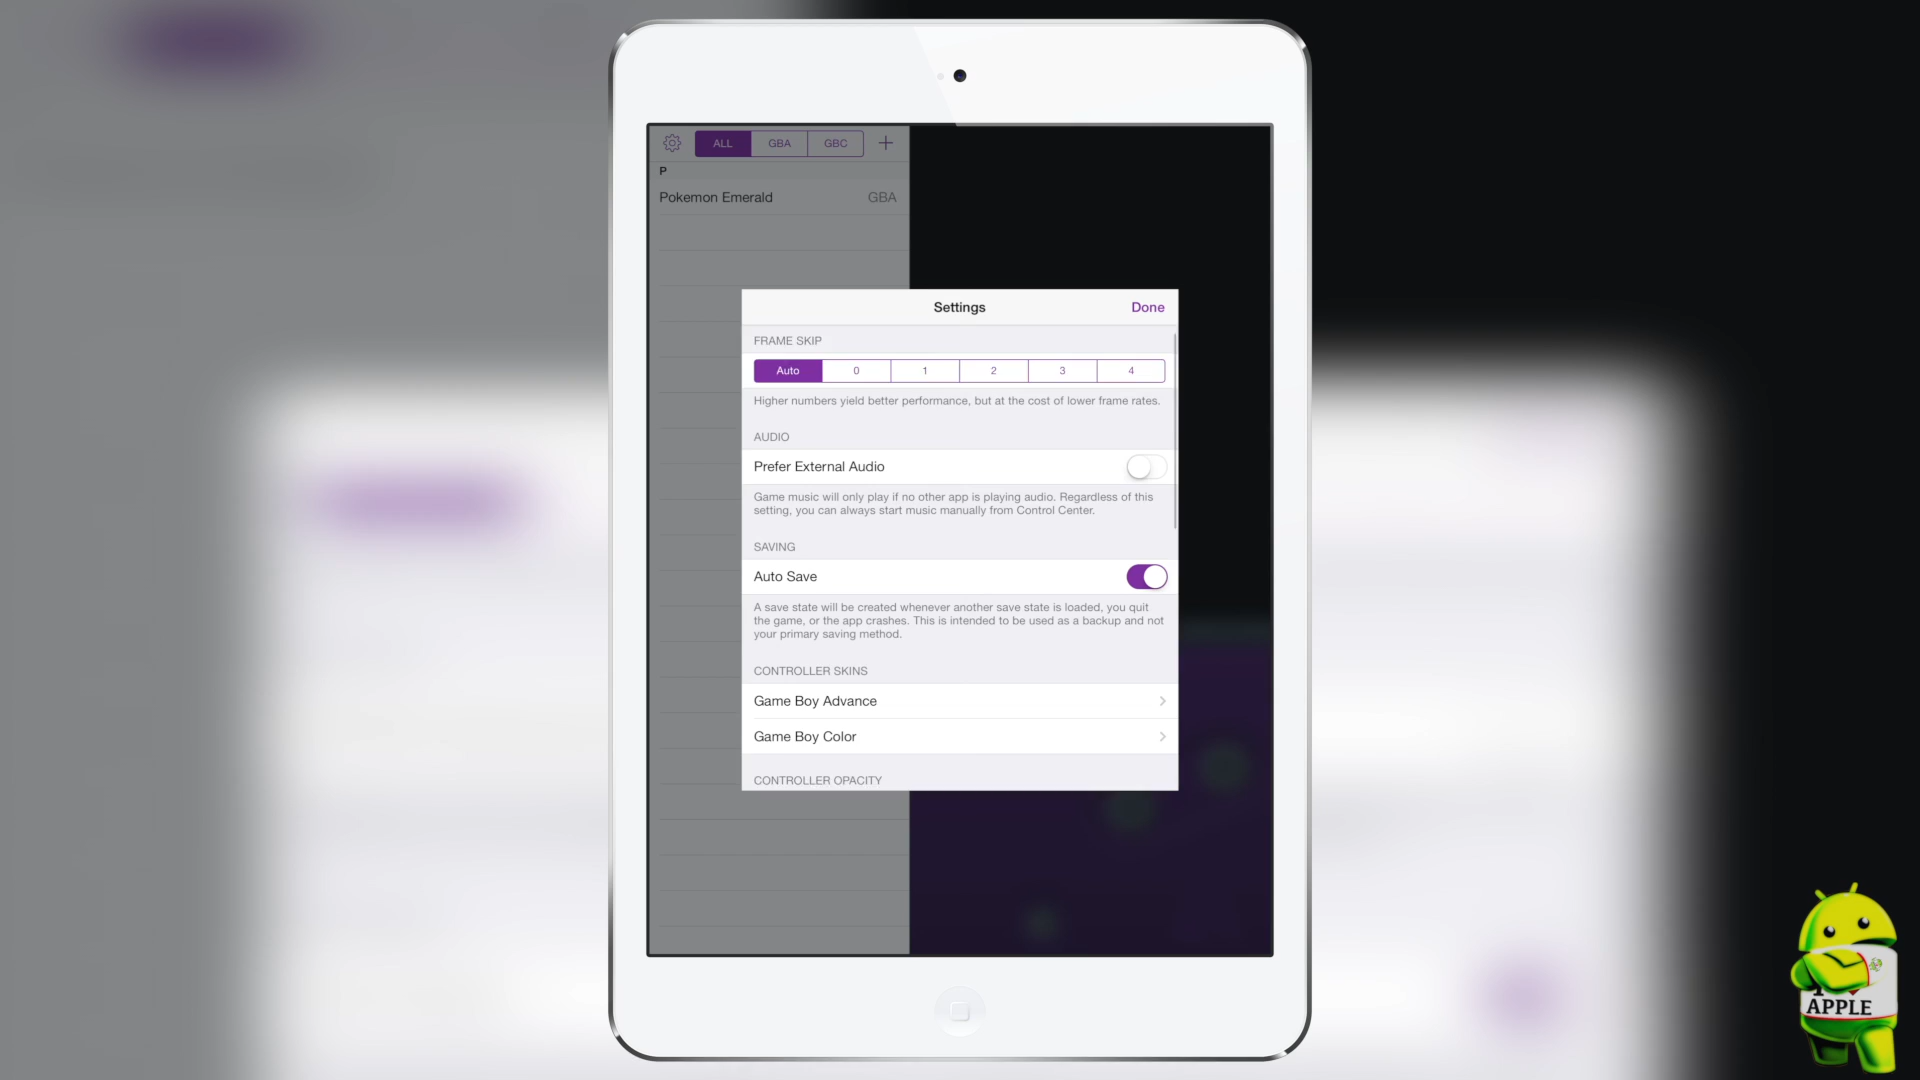 ALL GBA GBC +
P
Pokemon Emerald GBA
Settings Done
FRAME SKIP
Auto 0 1 2 3 4
Higher numbers yield better performance, but at the cost of lower frame rates.
AUDIO
Prefer External Audio
Game music will only play if no other app is playing audio. Regardless of this
setting, you can always start music manually from Control Center.
SAVING
Auto Save
A save state will be created whenever another save state is loaded, you quit
the game, or the app crashes. This is intended to be used as a backup and not
your primary saving method.
CONTROLLER SKINS
Game Boy Advance
Game Boy Color
CONTROLLER OPACITY
I
APPLE